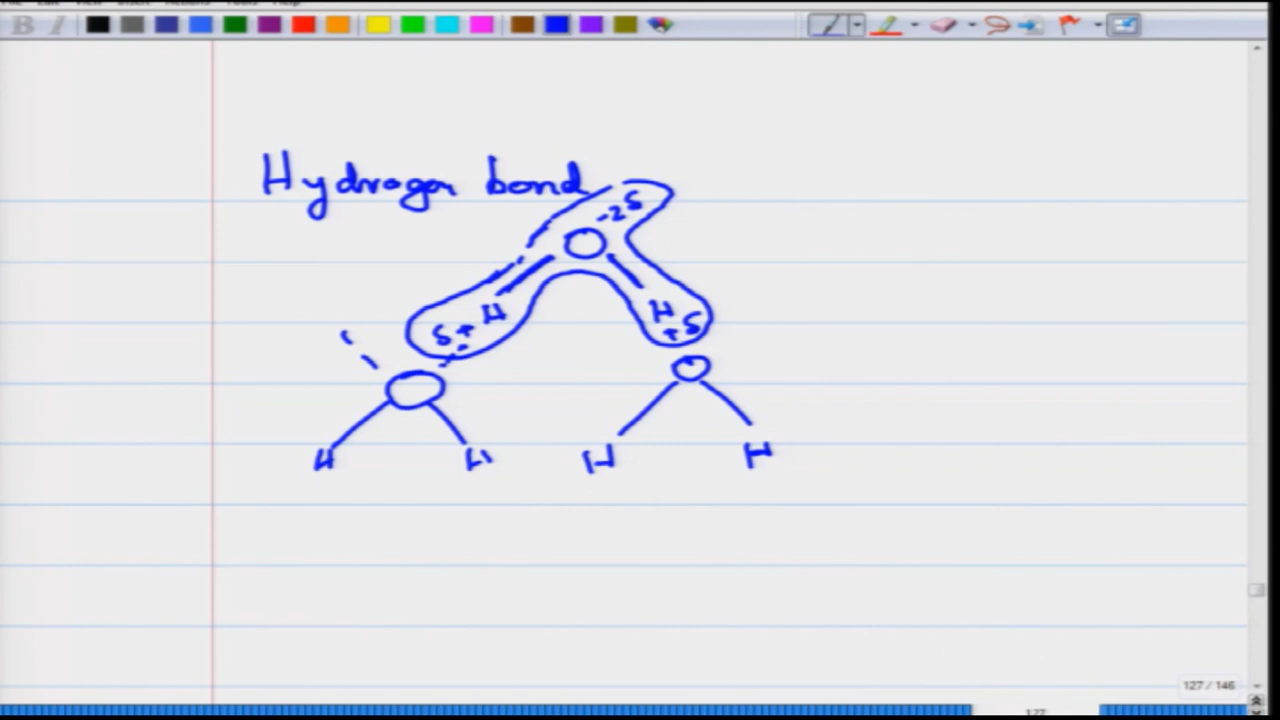 Hydrogen bond
-2δ
δ+ H
H
+δ
H H H H
127 / 146